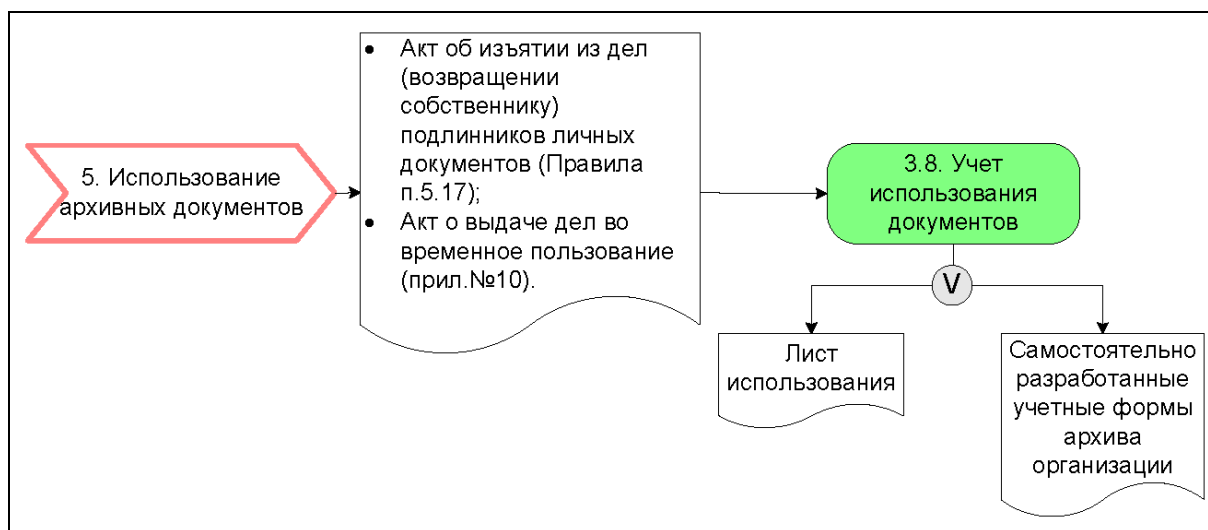 5. Использование
архивных документов
• Акт об изъятии из дел
(возвращении
собственнику)
подлинников личных
документов (Правила
п.5.17);
• Акт о выдаче дел во
временное пользование
(прил.№10).
3.8. Учет
использования
документов
V
Лист
использования
Самостоятельно
разработанные
учетные формы
архива
организации